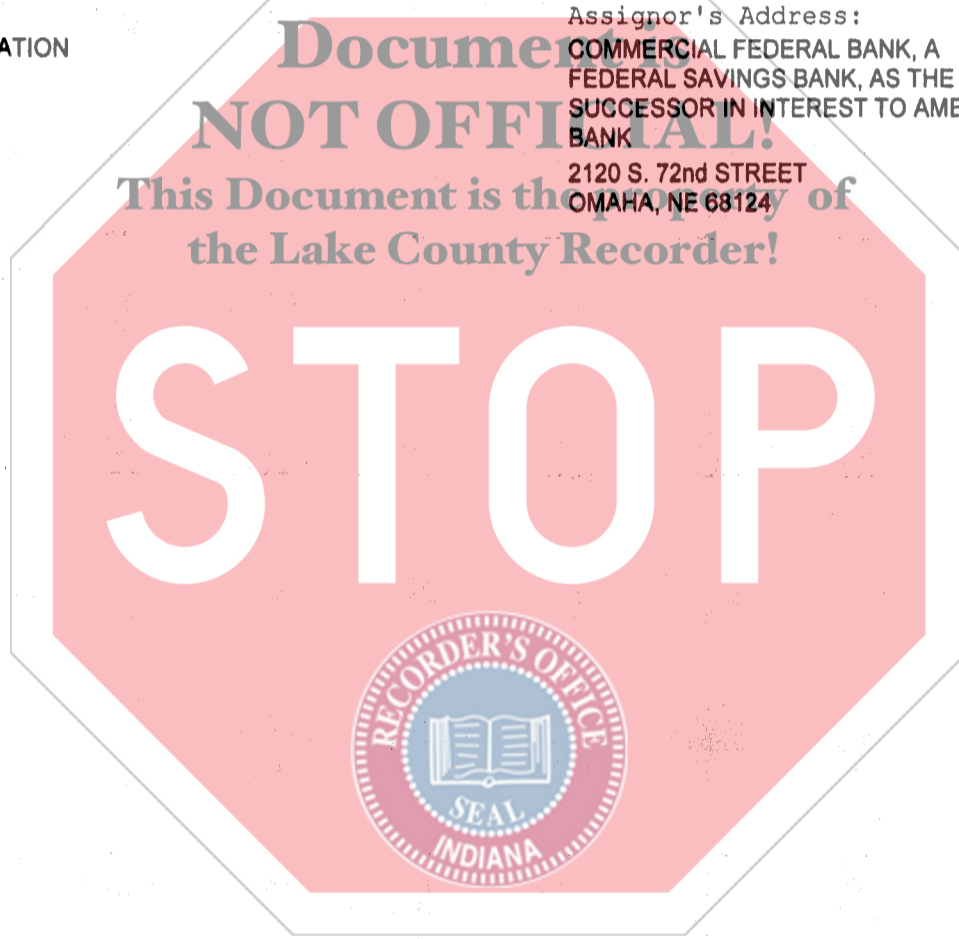 ATION
Assignor's Address:
COMMERCIAL FEDERAL BANK, A
FEDERAL SAVINGS BANK, AS THE
SUCCESSOR IN INTEREST TO AME
BANK
2120 S. 72nd STREET
OMAHA, NE 68124
Document is
NOT OFFICIAL!
This Document is the property of
the Lake County Recorder!
STOP
RECORDER'S OFFICE
SEAL
INDIANA